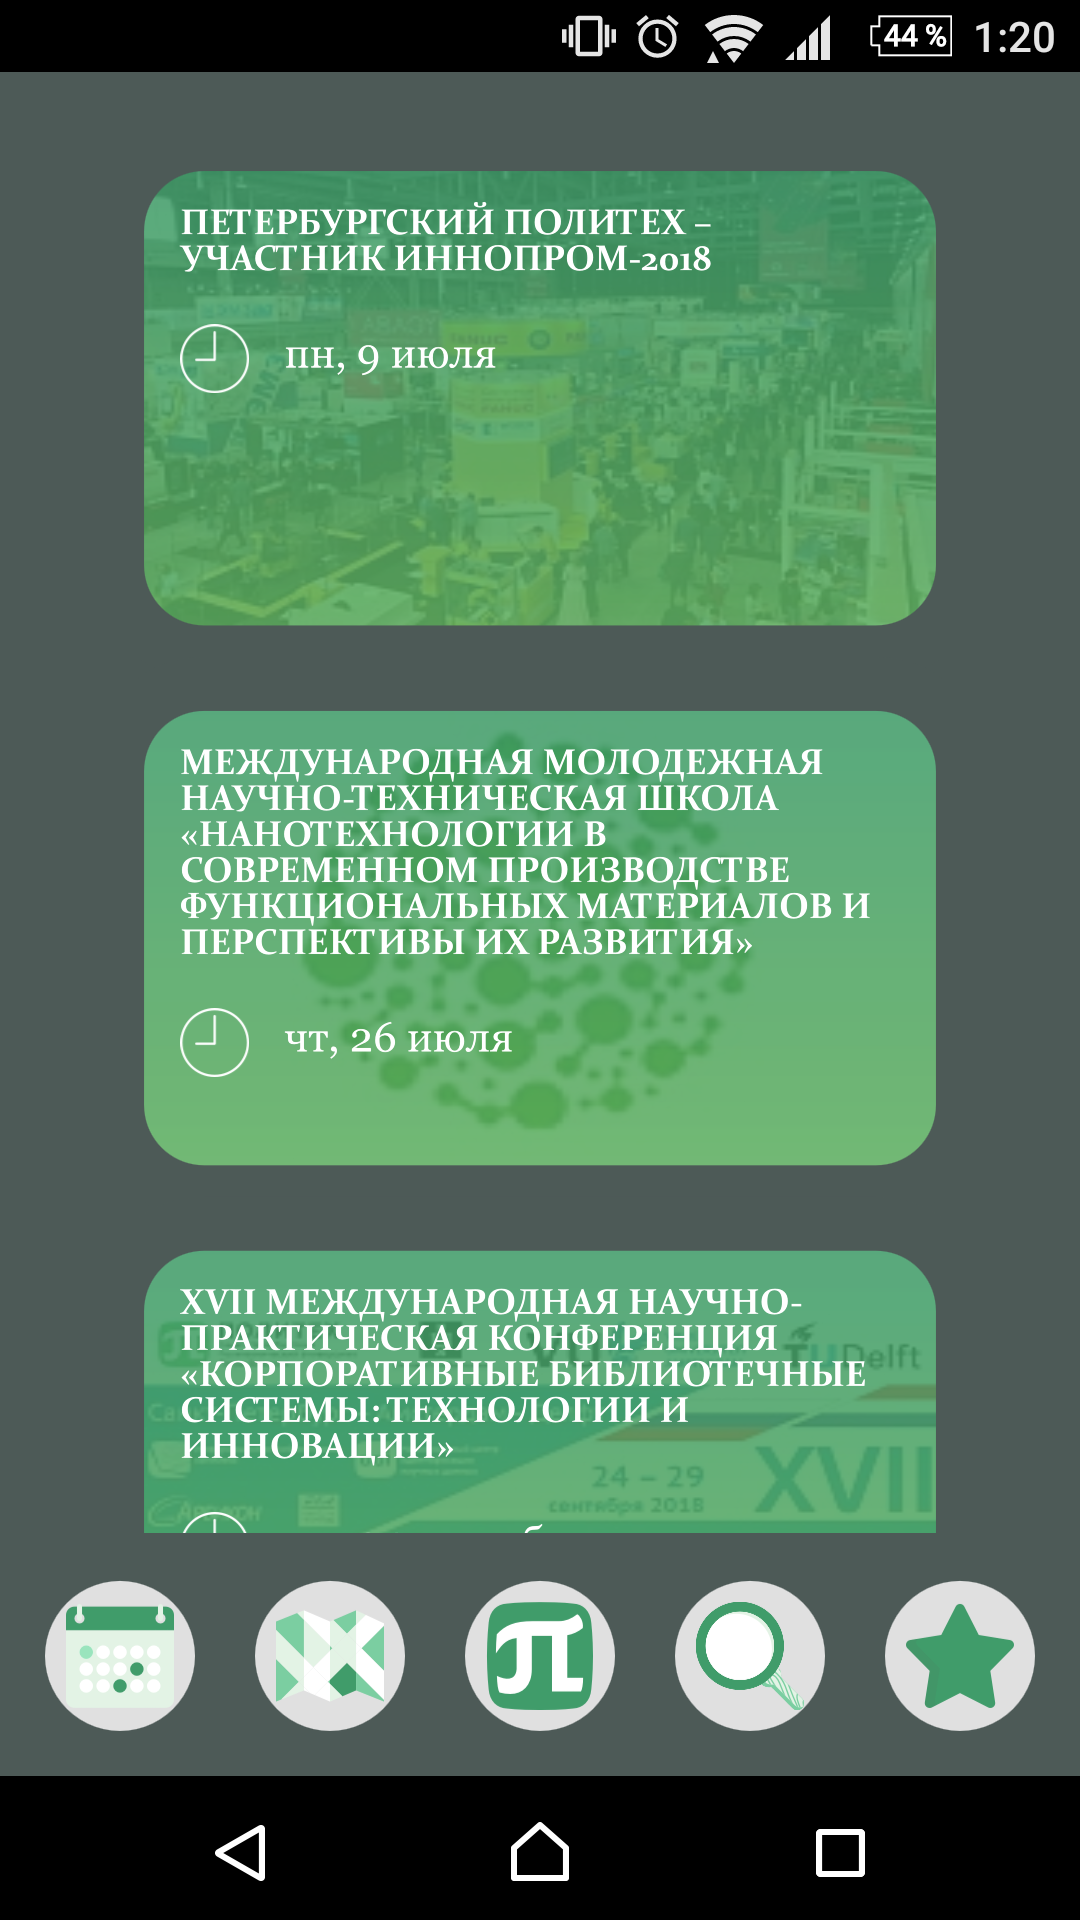 44 % 1:20
ПЕТЕРБУРГСКИЙ ПОЛИТЕХ –
УЧАСТНИК ИННОПРОМ-2018
пн, 9 июля
МЕЖДУНАРОДНАЯ МОЛОДЕЖНАЯ
НАУЧНО-ТЕХНИЧЕСКАЯ ШКОЛА
«НАНОТЕХНОЛОГИИ В
СОВРЕМЕННОМ ПРОИЗВОДСТВЕ
ФУНКЦИОНАЛЬНЫХ МАТЕРИАЛОВ И
ПЕРСПЕКТИВЫ ИХ РАЗВИТИЯ»
чт, 26 июля
XVII МЕЖДУНАРОДНАЯ НАУЧНО-
ПРАКТИЧЕСКАЯ КОНФЕРЕНЦИЯ
TUDelft
«КОРПОРАТИВНЫЕ БИБЛИОТЕЧНЫЕ
СИСТЕМЫ: ТЕХНОЛОГИИ И
ИННОВАЦИИ»
24 – 29
сентября 2018
XVII